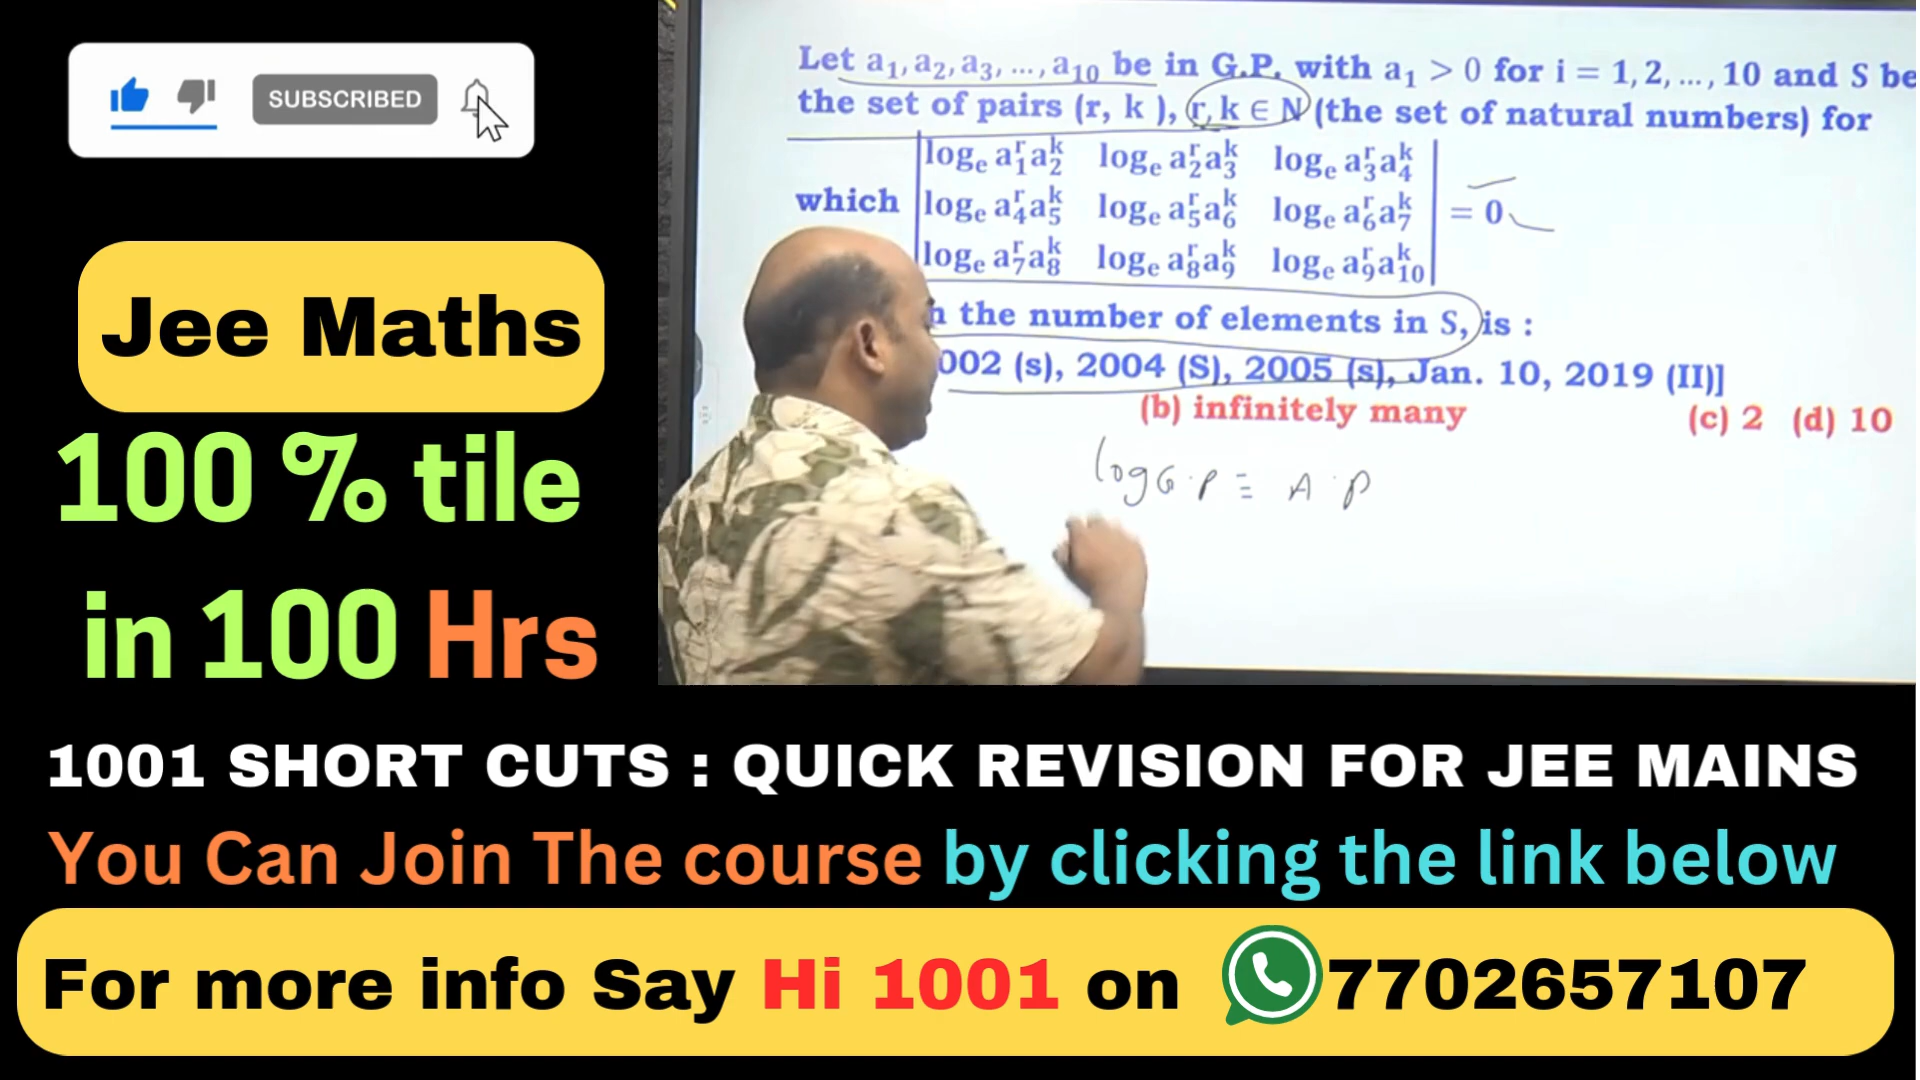 SUBSCRIBED
Jee Maths
100 % tile
in 100 Hrs
Let a₁, a₂, a₃, ..., a₁₀ be in G.P. with a₁ > 0 for i = 1, 2, ..., 10 and S be
the set of pairs (r, k ), r, k ∈ N (the set of natural numbers) for
which
logₑ a₁ʳa₂ᵏ logₑ a₂ʳa₃ᵏ logₑ a₃ʳa₄ᵏ
logₑ a₄ʳa₅ᵏ logₑ a₅ʳa₆ᵏ logₑ a₆ʳa₇ᵏ = 0
logₑ a₇ʳa₈ᵏ logₑ a₈ʳa₉ᵏ logₑ a₉ʳa₁₀ᵏ
the number of elements in S, is :
002 (s), 2004 (S), 2005 (s), Jan. 10, 2019 (II)]
(b) infinitely many (c) 2 (d) 10
log G.P = A.P
1001 SHORT CUTS : QUICK REVISION FOR JEE MAINS
You Can Join The course by clicking the link below
For more info Say Hi 1001 on 7702657107